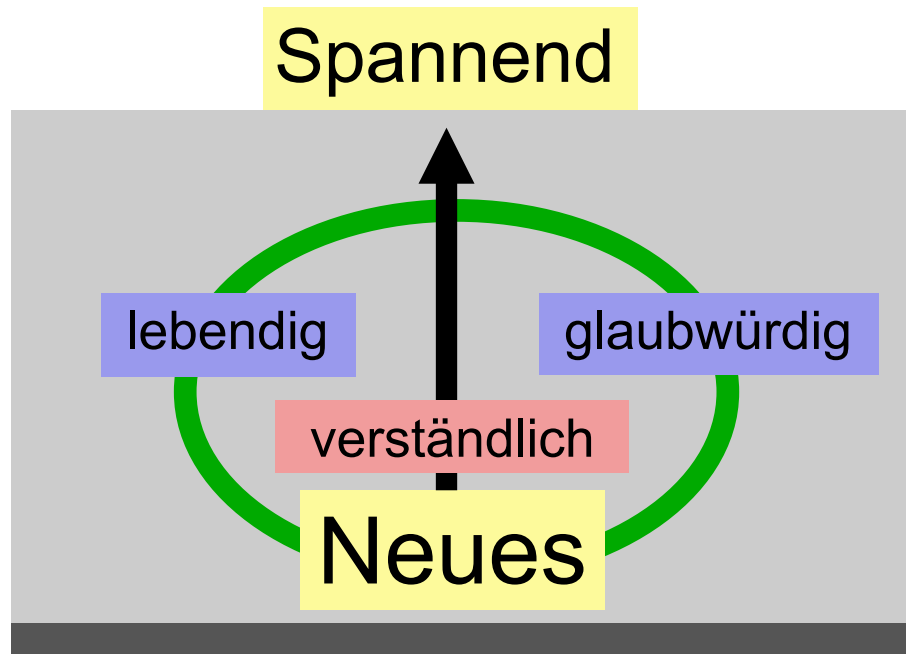 Spannend
lebendig
glaubwürdig
verständlich
Neues